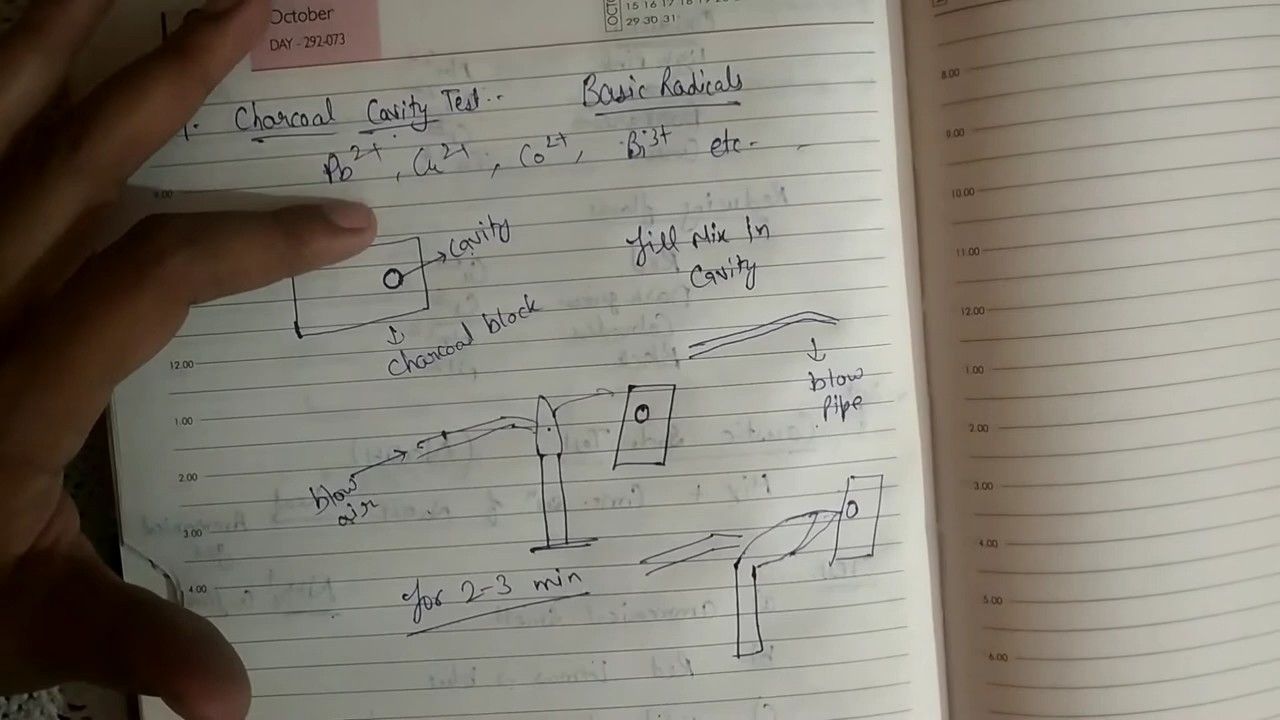 October
DAY - 292-073
15 16 17 18
29 30 31
Charcoal Cavity Test.. Basic Radicals
Pb2+, Cu2+, Co2+, Bi3+ etc-
9.00
cavity
fill Mix In
Cavity
charcoal block
12.00
blow
pipe
1.00
2.00
blow
air
3.00
4.00
for 2-3 min
8.00
9.00
10.00
11.00
12.00
1.00
2.00
3.00
4.00
5.00
6.00